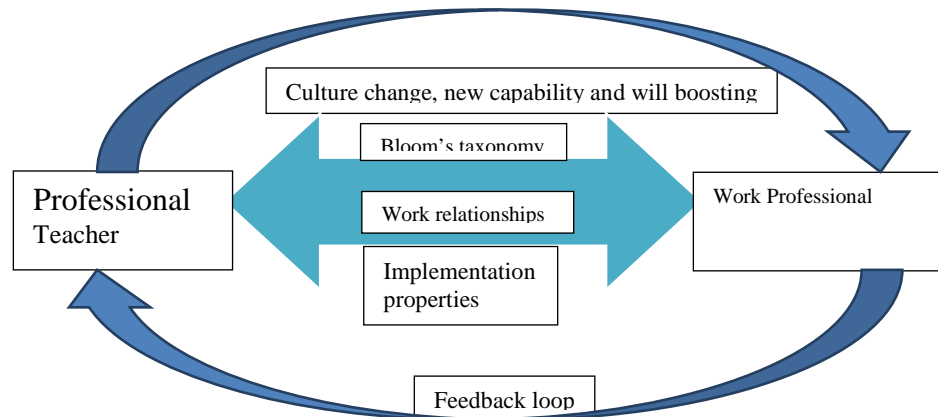 Culture change, new capability and will boosting
Bloom's taxonomy
Professional
Teacher
Work Professional
Work relationships
Implementation
properties
Feedback loop